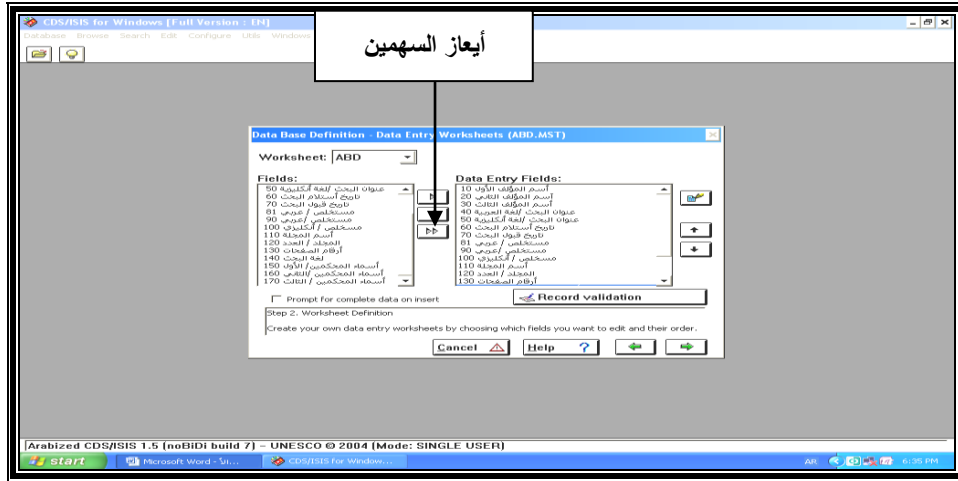 CDS/ISIS for Windows [Full Version : EN]
Database Browse Search Edit Configure Utils Windows
أيعاز السهمين
Data Base Definition - Data Entry Worksheets (ABD.MST)
Worksheet: ABD
Fields:
عنوان البحث /لغة أنكليزية 50
تاريخ أستلام البحث 60
تاريخ قبول البحث 70
مستخلص / عربي 81
مستخلص /عربي 90
مستخلص / أنكليزي 100
أسم المجلة 110
المجلد / العدد 120
أرقام الصفحات 130
لغة البحث 140
أسماء المحكمين/ الأول 150
أسماء المحكمين /الثاني 160
أسماء المحكمين / الثالث 170
Data Entry Fields:
أسم المؤلف الأول 10
أسم المؤلف الثاني 20
أسم المؤلف الثالث 30
عنوان البحث /لغة العربية 40
عنوان البحث /لغة أنكليزية 50
تاريخ أستلام البحث 60
تاريخ قبول البحث 70
مستخلص / عربي 81
مستخلص /عربي 90
مستخلص / أنكليزي 100
أسم المجلة 110
المجلد / العدد 120
أرقام الصفحات 130
Prompt for complete data on insert
Record validation
Step 2. Worksheet Definition
Create your own data entry worksheets by choosing which fields you want to edit and their order.
Cancel
Help ?
Arabized CDS/ISIS 1.5 (noBiDi build 7) - UNESCO © 2004 (Mode: SINGLE USER)
start
Microsoft Word -
CDS/ISIS for Window...
AR
6:35 PM